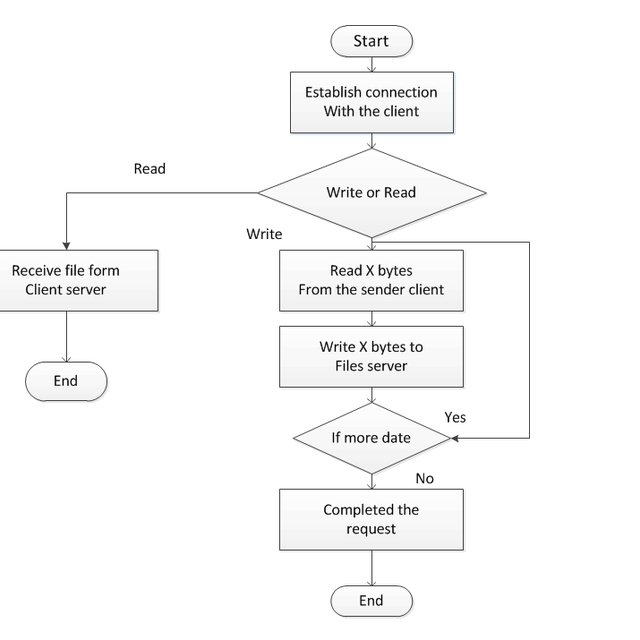 Start
Establish connection
With the client
Write or Read
Read
Write
Receive file form
Client server
End
Read X bytes
From the sender client
Write X bytes to
Files server
If more date
Yes
No
Completed the
request
End